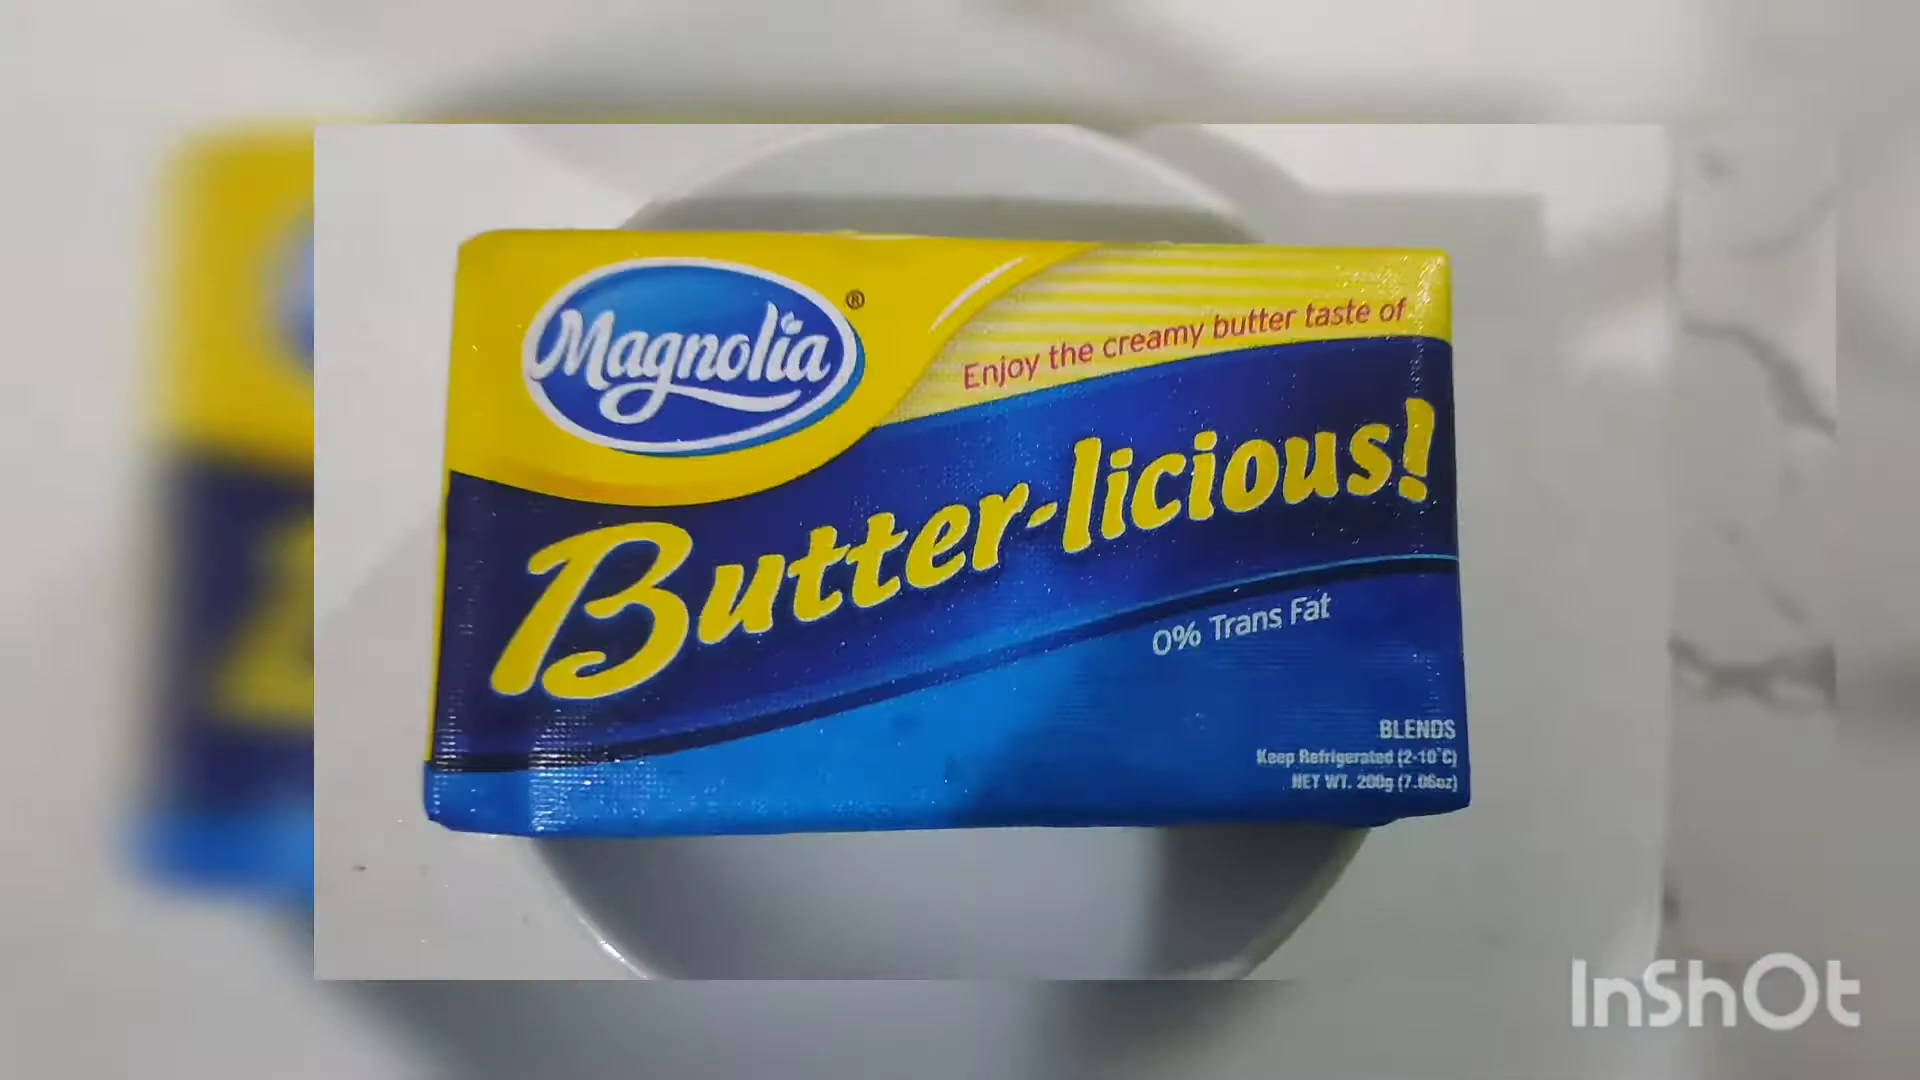 Magnolia®
Enjoy the creamy butter taste of
Butter-licious!
0% Trans Fat
BLENDS
Keep Refrigerated (2-10°C)
NET WT. 200g (7.06oz)
InShOt